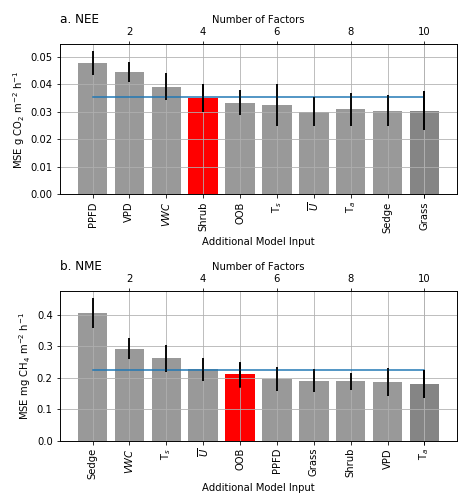 a. NEE
Number of Factors
2 4 6 8 10
0.05
0.04
0.03
0.02
0.01
0.00
MSE g CO₂ m⁻² h⁻¹
PPFD VPD VWC Shrub OOB Tₛ U̅ Tₐ Sedge Grass
Additional Model Input
b. NME
Number of Factors
2 4 6 8 10
0.4
0.3
0.2
0.1
0.0
MSE mg CH₄ m⁻² h⁻¹
Sedge VWC Tₛ U̅ OOB PPFD Grass Shrub VPD Tₐ
Additional Model Input